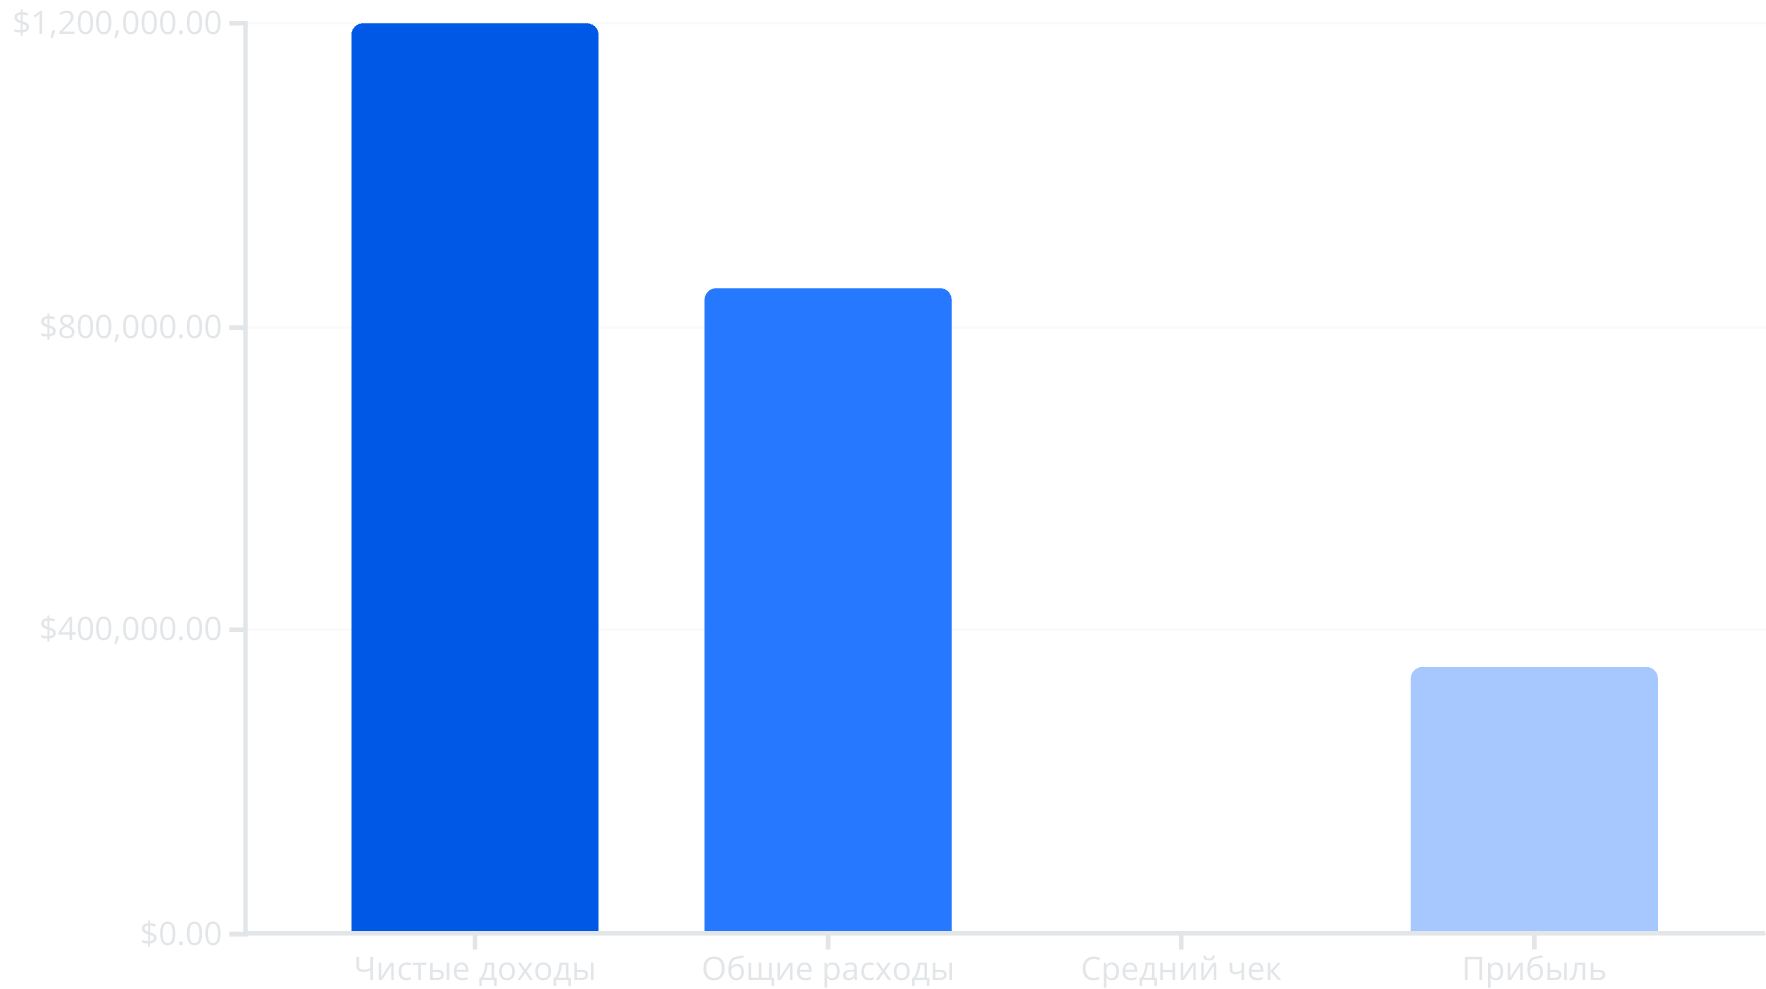 $1,200,000.00
$800,000.00
$400,000.00
$0.00
Чистые доходы
Общие расходы
Средний чек
Прибыль